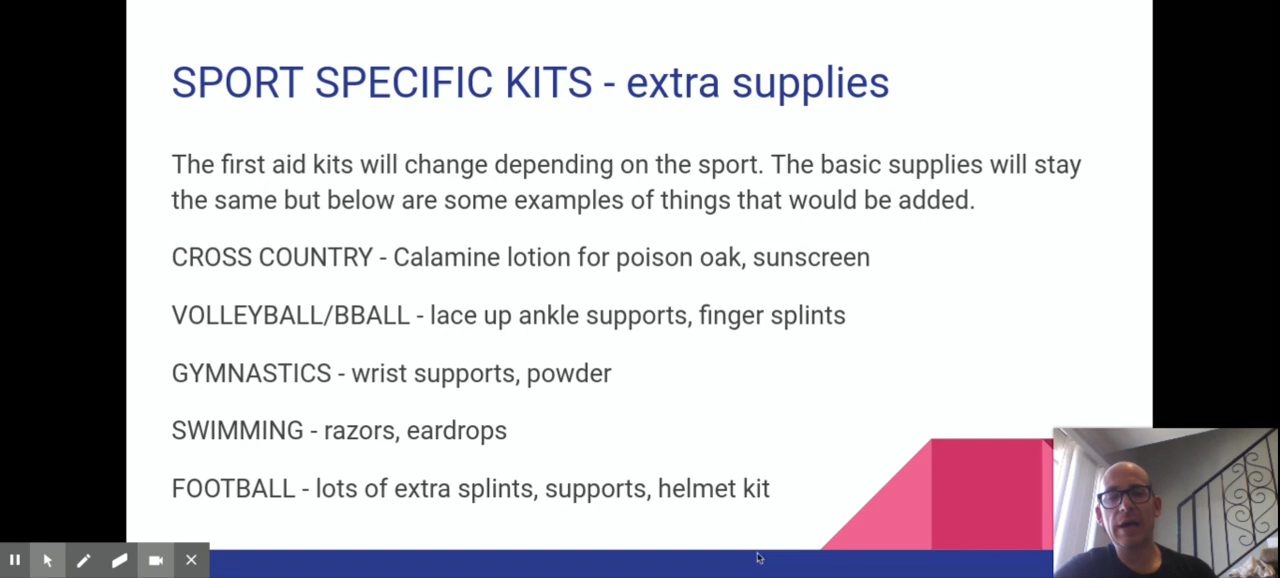 SPORT SPECIFIC KITS - extra supplies
The first aid kits will change depending on the sport. The basic supplies will stay
the same but below are some examples of things that would be added.
CROSS COUNTRY - Calamine lotion for poison oak, sunscreen
VOLLEYBALL/BBALL - lace up ankle supports, finger splints
GYMNASTICS - wrist supports, powder
SWIMMING - razors, eardrops
FOOTBALL - lots of extra splints, supports, helmet kit